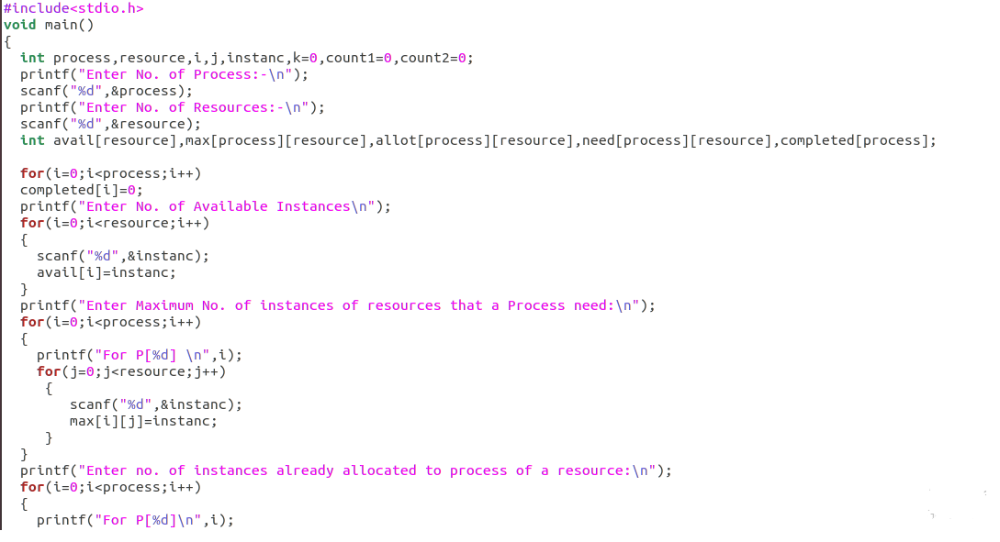 #include<stdio.h>
void main()
{
  int process,resource,i,j,instanc,k=0,count1=0,count2=0;
  printf("Enter No. of Process:-\n");
  scanf("%d",&process);
  printf("Enter No. of Resources:-\n");
  scanf("%d",&resource);
  int avail[resource],max[process][resource],allot[process][resource],need[process][resource],completed[process];

  for(i=0;i<process;i++)
  completed[i]=0;
  printf("Enter No. of Available Instances\n");
  for(i=0;i<resource;i++)
  {
    scanf("%d",&instanc);
    avail[i]=instanc;
  }
  printf("Enter Maximum No. of instances of resources that a Process need:\n");
  for(i=0;i<process;i++)
  {
    printf("For P[%d] \n",i);
    for(j=0;j<resource;j++)
     {
        scanf("%d",&instanc);
        max[i][j]=instanc;
     }
  }
  printf("Enter no. of instances already allocated to process of a resource:\n");
  for(i=0;i<process;i++)
  {
    printf("For P[%d]\n",i);